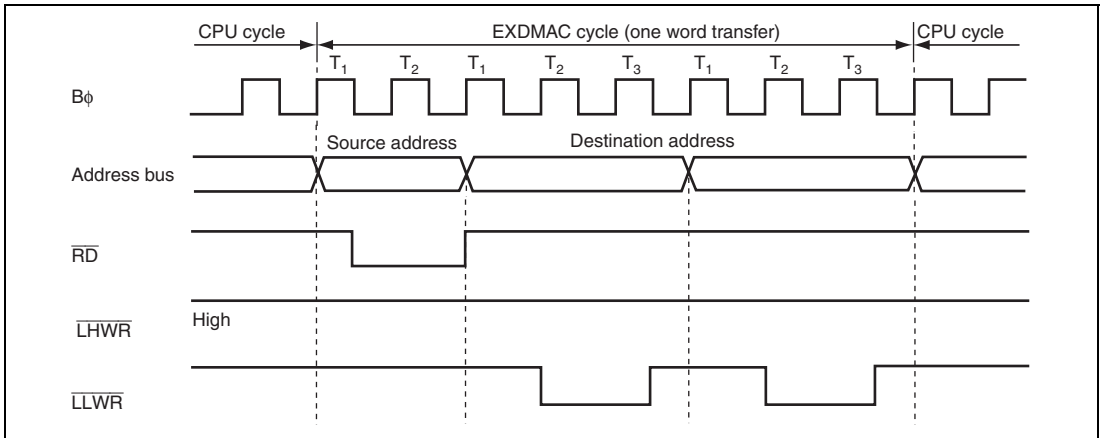 CPU cycle EXDMAC cycle (one word transfer) CPU cycle
T1 T2 T1 T2 T3 T1 T2 T3
Bϕ
Source address Destination address
Address bus
RD
High
LHWR
LLWR